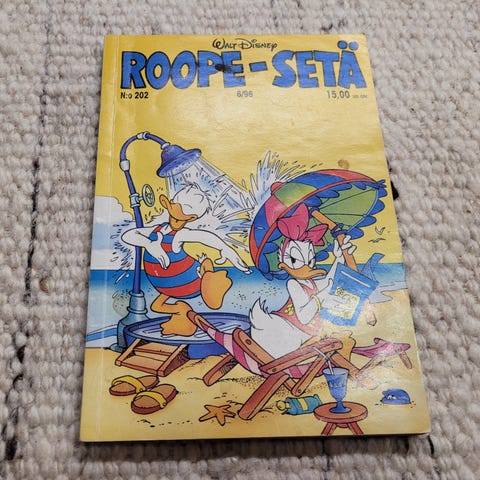 Walt Disney
ROOPE-SETÄ
N:o 202 6/96 15,00